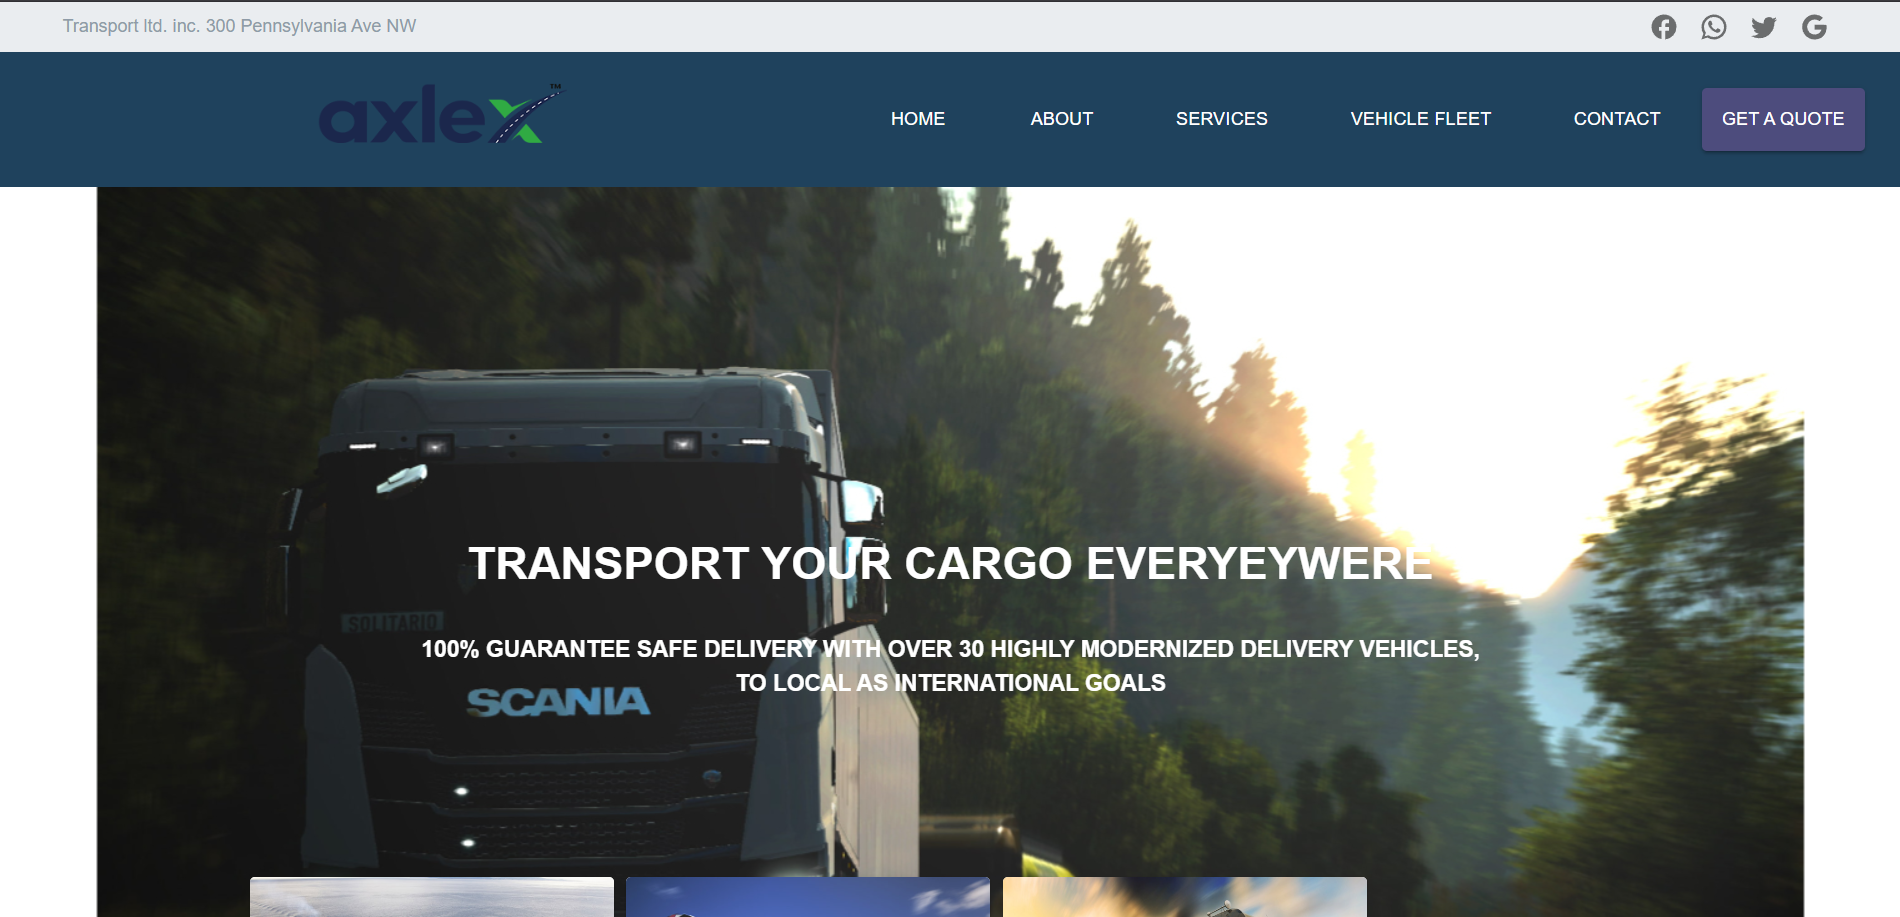 Transport ltd. inc. 300 Pennsylvania Ave NW
axlex™
HOME ABOUT SERVICES VEHICLE FLEET CONTACT GET A QUOTE
TRANSPORT YOUR CARGO EVERYEYWERE
SOLITARIO
100% GUARANTEE SAFE DELIVERY WITH OVER 30 HIGHLY MODERNIZED DELIVERY VEHICLES,
TO LOCAL AS INTERNATIONAL GOALS
SCANIA